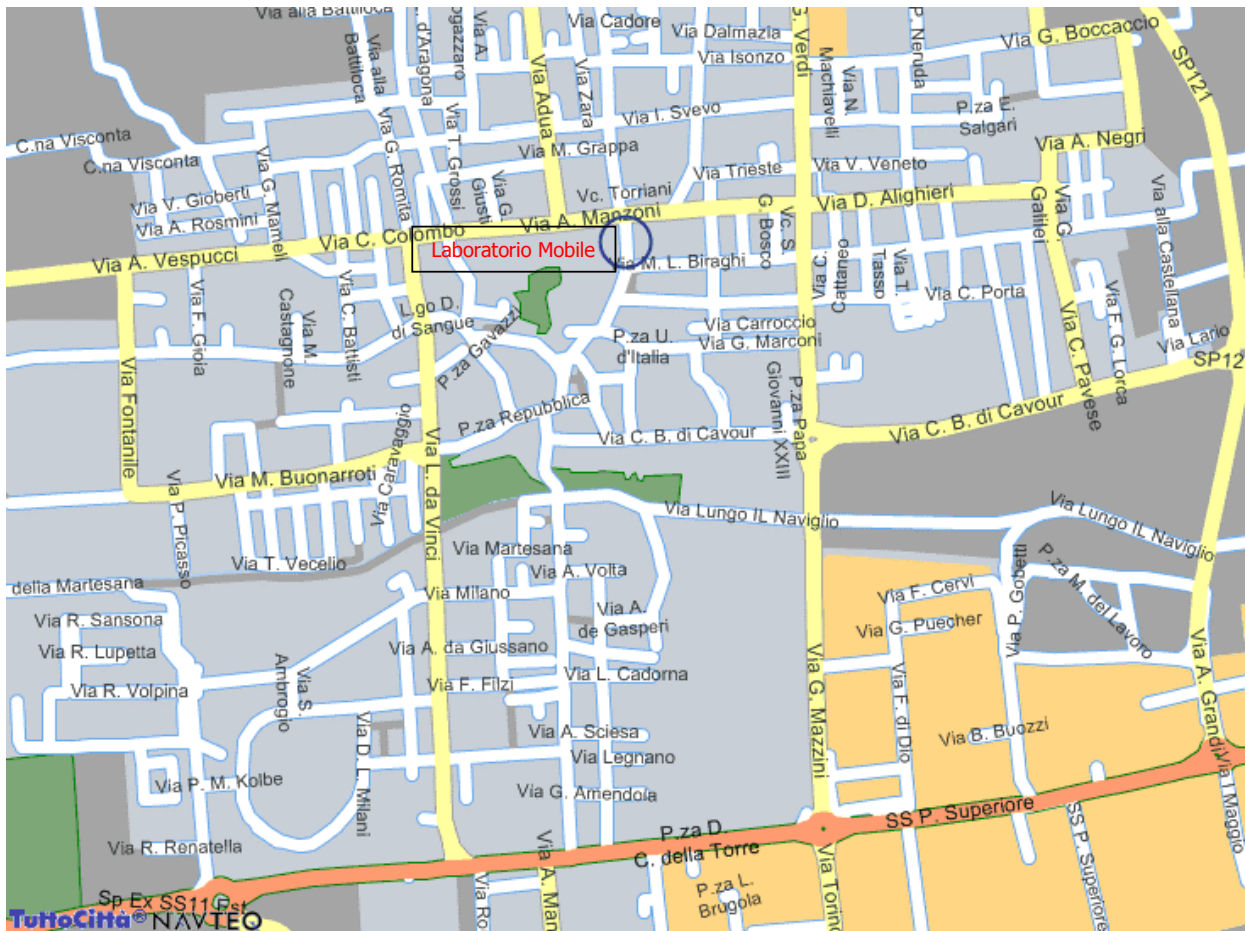 Via alla Battiloca
Via alla
Battiloca
d'Aragona
Via A.
Via Adua
Via Cadore
Via Zara
Via Dalmazia
Via Isonzo
G. Verdi
P. Neruda
Via G. Boccaccio
SP121
Via N.
Machiavelli
P.za E.
Salgari
Via A. Negri
C.na Visconta
C.na Visconta
Via G Mameli
Via G. Romita
Via T. Grossi
Via G.
Giusti
Via I. Svevo
Via M. Grappa
Via Trieste
Via V. Veneto
Vc. Torriani
Via V. Gioberti
Via A. Rosmini
Via A. Vespucci
Via C. Colombo
Via A. Manzoni
Via D. Alighieri
G. Bosco
Vc. S.
Via G.
Galilei
Via alla Castellana
Laboratorio Mobile
Via M. L. Biraghi
Via C.
Cattaneo
Via T.
Tasso
Via C. Porta
Via F. Gioia
Via M.
Castagnone
Via C. Battisti
L.go D.
di Sangue
P.za Gavazzi
P.za U.
d'Italia
Via Carroccio
Via G. Marconi
Via C. Pavese
Via F. G. Lorca
Via Lario
SP12
Via Fontanile
P.za Repubblica
P.za Papa
Giovanni XXIII
Via C. B. di Cavour
Via C. B. di Cavour
Via M. Buonarroti
Via Caravaggio
Via L. da Vinci
Via P. Picasso
Via T. Vecelio
Via Lungo IL Naviglio
Via Lungo IL Naviglio
della Martesana
Via Martesana
Via A. Volta
Via Milano
Via A.
de Gasperi
Via F. Cervi
Via G. Puecher
Via P. Gobetti
P.za M. del Lavoro
Via R. Sansona
Via R. Lupetta
Via R. Volpina
Via S.
Ambrogio
Via A. da Giussano
Via F. Filzi
Via L. Cadorna
Via G. Mazzini
Via F. di Dio
Via A. Grandi
Via D. L. Milani
Via A. Sciesa
Via Legnano
Via B. Buozzi
Via P. M. Kolbe
Via G. Amendola
Via I Maggio
SS P. Superiore
SS P. Superiore
Via R. Renatella
P.za D.
C. della Torre
P.za L.
Brugola
Via Torino
Via Ro.
Via A. Man
Sp Ex SS11 Pst
TuttoCittà® NAVTEQ